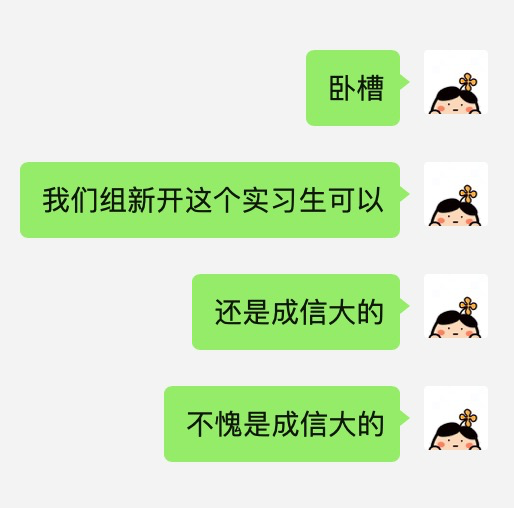 卧槽
我们组新开这个实习生可以
还是成信大的
不愧是成信大的